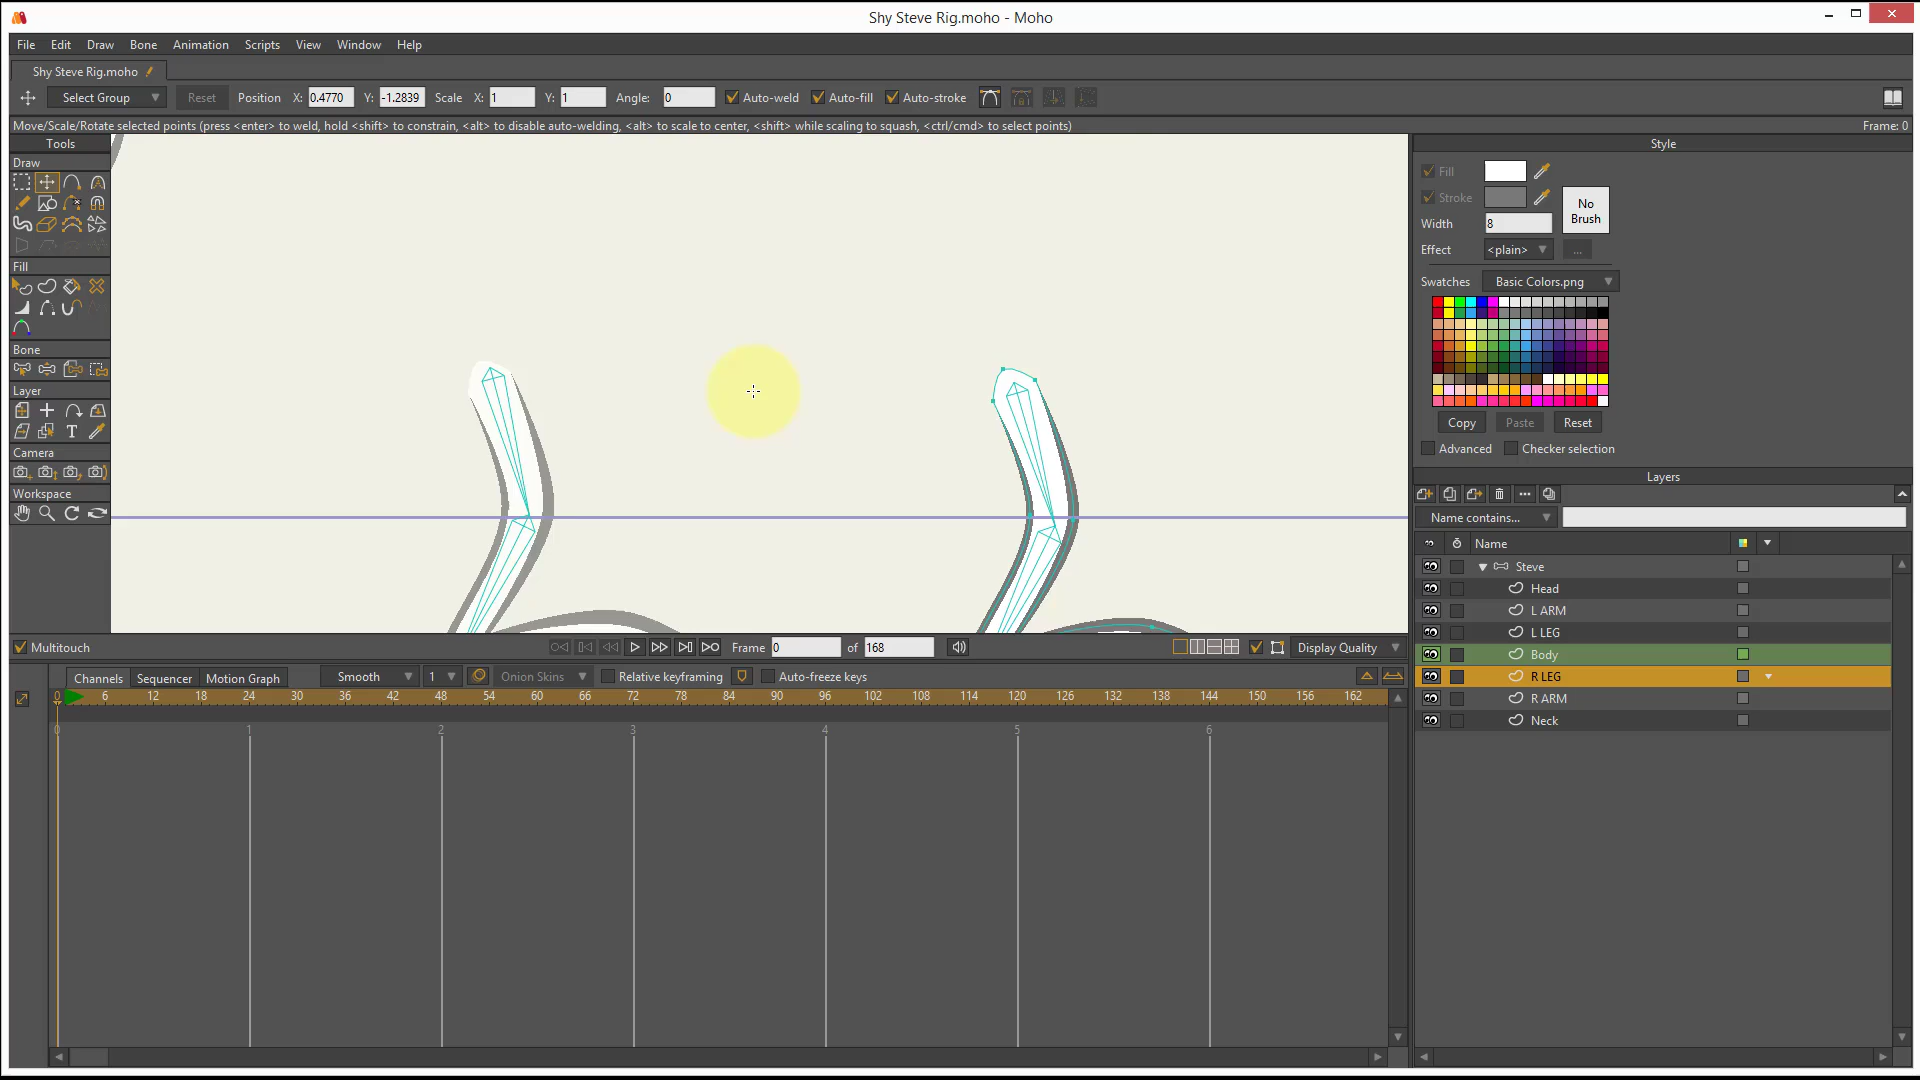 Shy Steve Rig.moho - Moho
File Edit Draw Bone Animation Scripts View Window Help
Shy Steve Rig.moho
Select Group Reset Position X: 0.4770 Y: -1.2839 Scale X: 1 Y: 1 Angle: 0 Auto-weld Auto-fill Auto-stroke
Move/Scale/Rotate selected points (press <enter> to weld, hold <shift> to constrain, <alt> to disable auto-welding, <alt> to scale to center, <shift> while scaling to squash, <ctrl/cmd> to select points) Frame: 0
Tools
Draw
Fill
Bone
Layer
Camera
Workspace
Style
Fill
Stroke
No
Brush
Width 8
Effect <plain> ...
Swatches Basic Colors.png
Copy Paste Reset
Advanced Checker selection
Layers
Name contains...
Name
Steve
Head
L ARM
L LEG
Body
R LEG
R ARM
Neck
Multitouch Frame 0 of 168 Display Quality
Channels Sequencer Motion Graph Smooth 1 Onion Skins Relative keyframing Auto-freeze keys
0 6 12 18 24 30 36 42 48 54 60 66 72 78 84 90 96 102 108 114 120 126 132 138 144 150 156 162
0 1 2 3 4 5 6